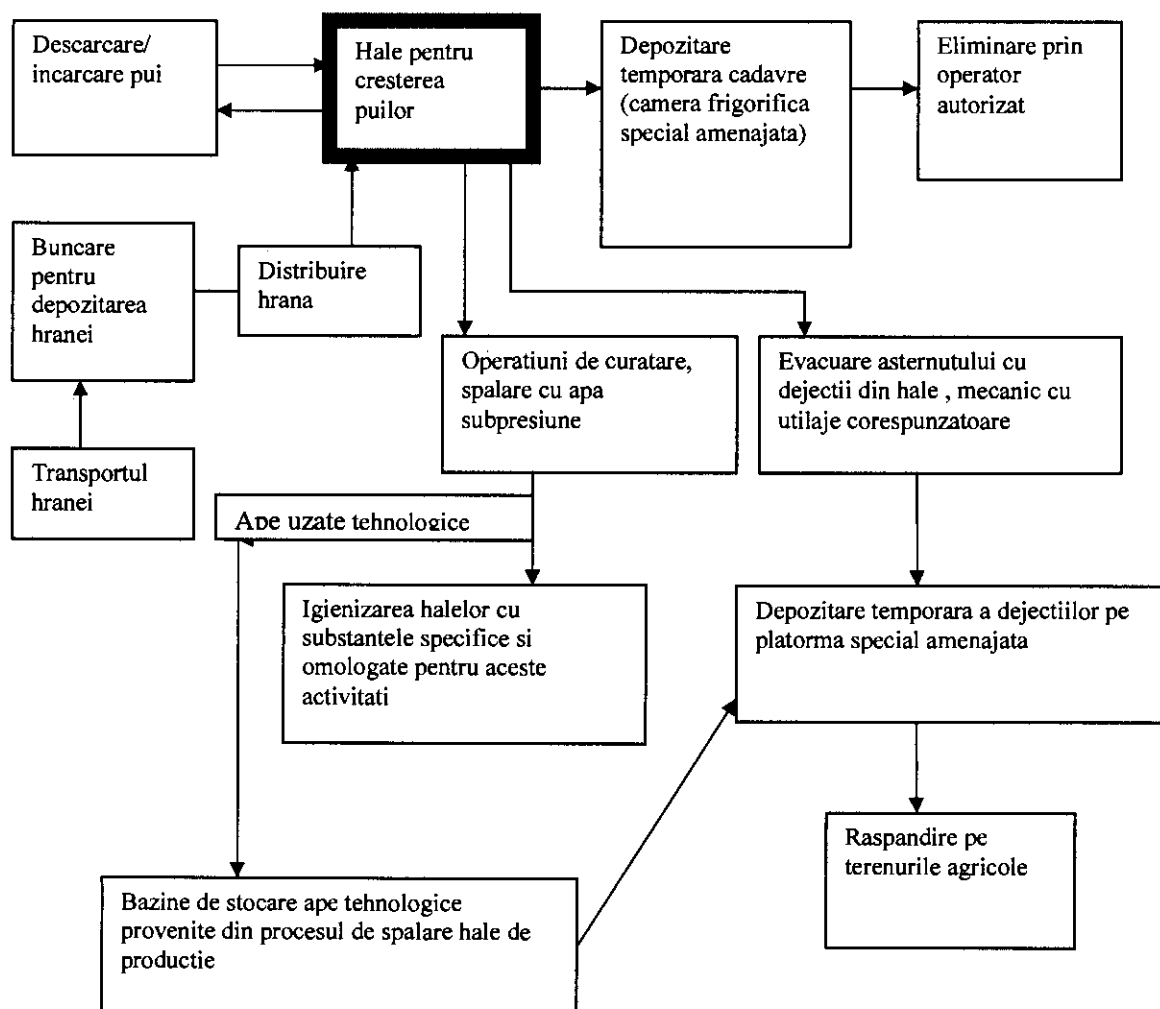 Descarcare/
incarcare pui
Hale pentru
cresterea
puilor
Depozitare
temporara cadavre
(camera frigorifica
special amenajata)
Eliminare prin
operator
autorizat
Buncare
pentru
depozitarea
hranei
Distribuire
hrana
Operatiuni de curatare,
spalare cu apa
subpresiune
Evacuare asternutului cu
dejectii din hale , mecanic cu
utilaje corespunzatoare
Transportul
hranei
Ape uzate tehnologice
Igienizarea halelor cu
substantele specifice si
omologate pentru aceste
activitati
Depozitare temporara a dejectiilor pe
platorma special amenajata
Raspandire pe
terenurile agricole
Bazine de stocare ape tehnologice
provenite din procesul de spalare hale de
productie